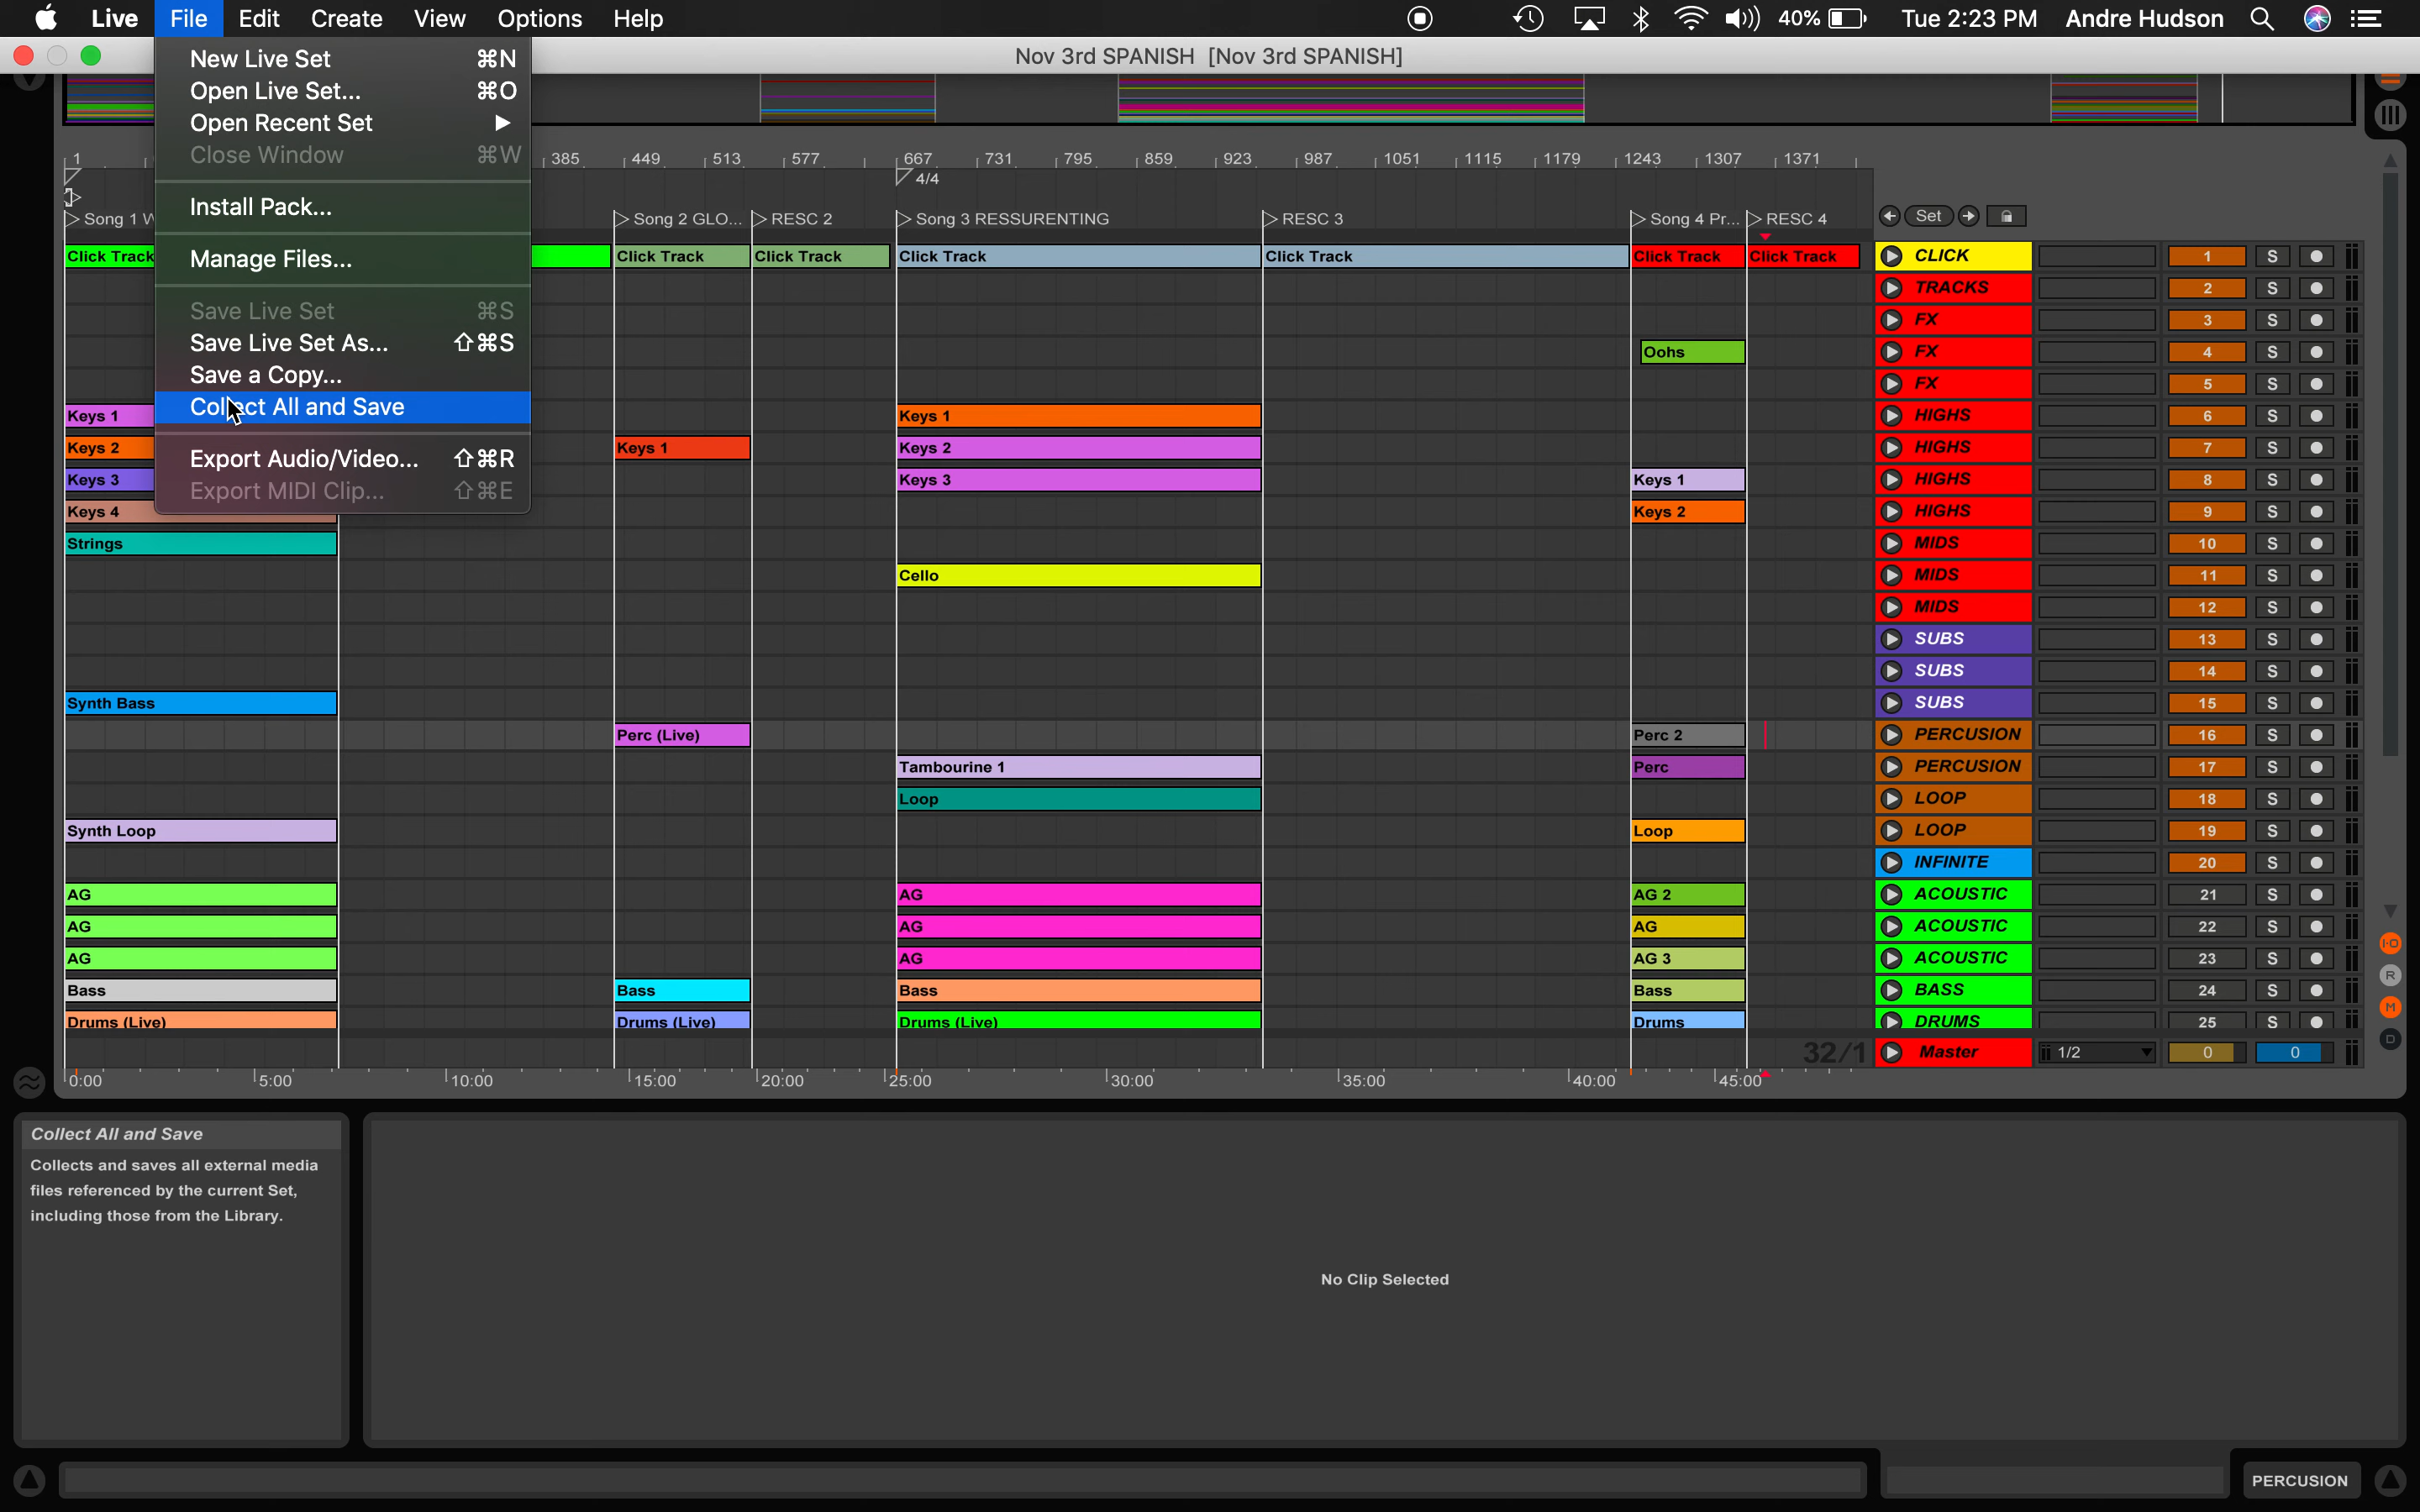 Live File Edit Create View Options Help 40% Tue 2:23 PM Andre Hudson
Nov 3rd SPANISH [Nov 3rd SPANISH]
New Live Set ⌘N
Open Live Set... ⌘O
Open Recent Set ▶
Close Window ⌘W
Install Pack...
Manage Files...
Save Live Set ⌘S
Save Live Set As... ⇧⌘S
Save a Copy...
Collect All and Save
Export Audio/Video... ⇧⌘R
Export MIDI Clip... ⇧⌘E
1 385 449 513 577 667 731 795 859 923 987 1051 1115 1179 1243 1307 1371
4/4
Song 1 W Song 2 GLO... RESC 2 Song 3 RESSURENTING RESC 3 Song 4 Pr... RESC 4 Set
Click Track Click Track Click Track Click Track Click Track Click Track Click Track CLICK 1 S
TRACKS 2 S
FX 3 S
Oohs FX 4 S
FX 5 S
Keys 1 Keys 1 HIGHS 6 S
Keys 2 Keys 1 Keys 2 HIGHS 7 S
Keys 3 Keys 3 Keys 1 HIGHS 8 S
Keys 4 Keys 2 HIGHS 9 S
Strings MIDS 10 S
Cello MIDS 11 S
MIDS 12 S
SUBS 13 S
SUBS 14 S
Synth Bass SUBS 15 S
Perc (Live) Perc 2 PERCUSION 16 S
Tambourine 1 Perc PERCUSION 17 S
Loop LOOP 18 S
Synth Loop Loop LOOP 19 S
INFINITE 20 S
AG AG AG 2 ACOUSTIC 21 S
AG AG AG ACOUSTIC 22 S
AG AG AG 3 ACOUSTIC 23 S
Bass Bass Bass Bass BASS 24 S
Drums (Live) Drums (Live) Drums (Live) Drums DRUMS 25 S
32/1 Master 1/2 0 0
I·O
R
M
D
0:00 5:00 10:00 15:00 20:00 25:00 30:00 35:00 40:00 45:00
Collect All and Save
Collects and saves all external media
files referenced by the current Set,
including those from the Library.
No Clip Selected
PERCUSION